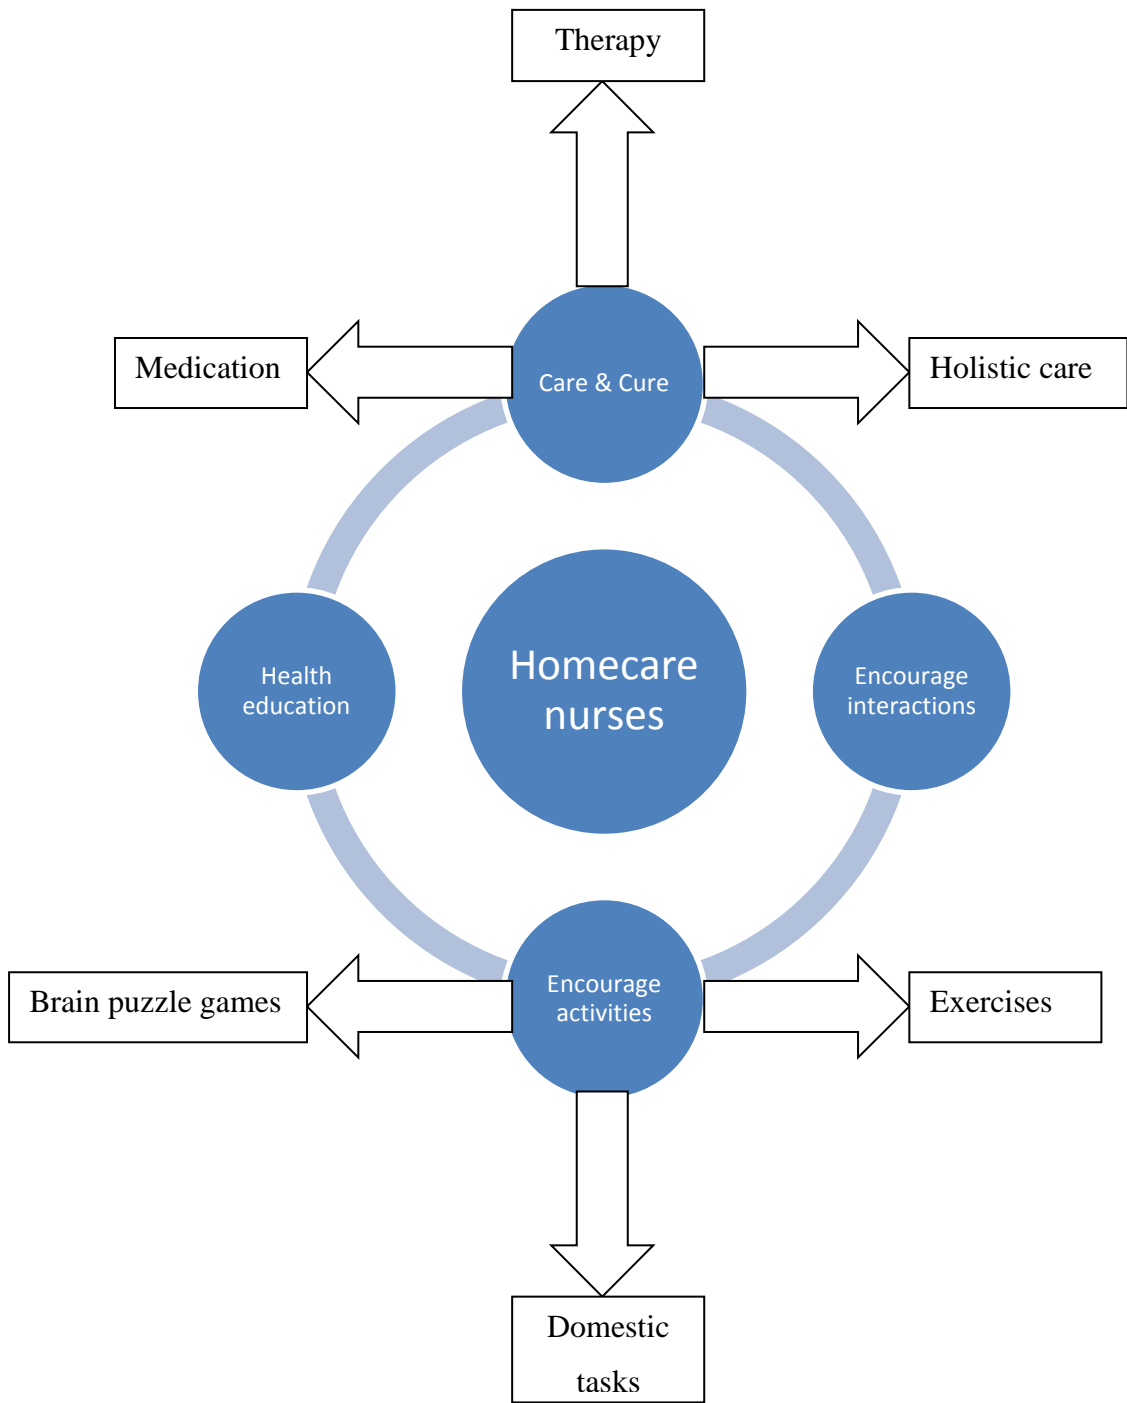 Therapy
Medication
Care & Cure
Holistic care
Health
education
Homecare
nurses
Encourage
interactions
Brain puzzle games
Encourage
activities
Exercises
Domestic
tasks